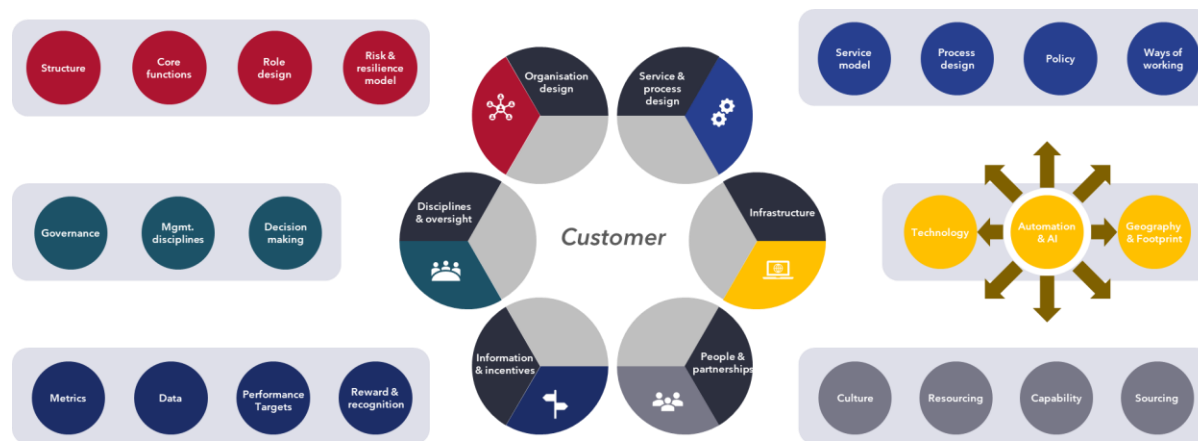 Structure
Core
functions
Role
design
Risk &
resilience
model
Organisation
design
Service &
process
design
Service
model
Process
design
Policy
Ways of
working
Governance
Mgmt.
disciplines
Decision
making
Disciplines
& oversight
Customer
Infrastructure
Technology
Automation
& AI
Geography
& Footprint
Metrics
Data
Performance
Targets
Reward &
recognition
Information
& incentives
People &
partnerships
Culture
Resourcing
Capability
Sourcing